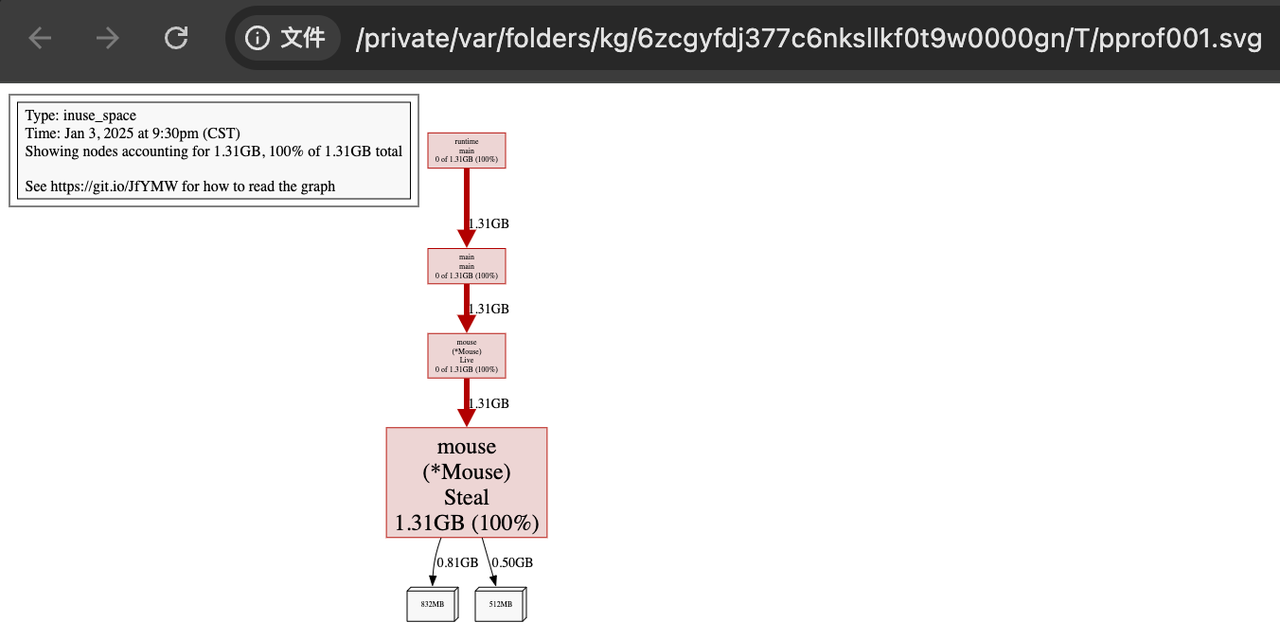 文件
/private/var/folders/kg/6zcgyfdj377c6nksllkf0t9w0000gn/T/pprof001.svg
Type: inuse_space
Time: Jan 3, 2025 at 9:30pm (CST)
Showing nodes accounting for 1.31GB, 100% of 1.31GB total
See https://git.io/JfYMW for how to read the graph
runtime
main
0 of 1.31GB (100%)
1.31GB
main
main
0 of 1.31GB (100%)
1.31GB
mouse
(*Mouse)
Live
0 of 1.31GB (100%)
1.31GB
mouse
(*Mouse)
Steal
1.31GB (100%)
0.81GB
0.50GB
832MB
512MB